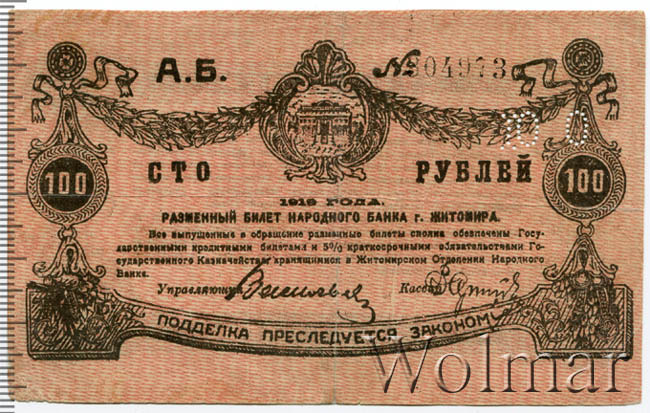 А.Б. № 204973
СТО РУБЛЕЙ
100 100
1919 ГОДА.
РАЗМЕННЫЙ БИЛЕТ НАРОДНОГО БАНКА г. ЖИТОМИРА.
Все выпущенные в обращение разменные билеты сполна обеспечены Госу-
дарственными кредитными билетами и 5% краткосрочными обязательствами Го-
сударственного Казначейства хранящимися в Житомирском Отделении Народного
Банка.
Управляющий Кассир
ПОДДЕЛКА ПРЕСЛЕДУЕТСЯ ЗАКОНОМ
Wolmar